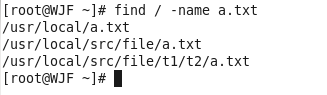 [root@WJF ~]# find / -name a.txt
/usr/local/a.txt
/usr/local/src/file/a.txt
/usr/local/src/file/t1/t2/a.txt
[root@WJF ~]#